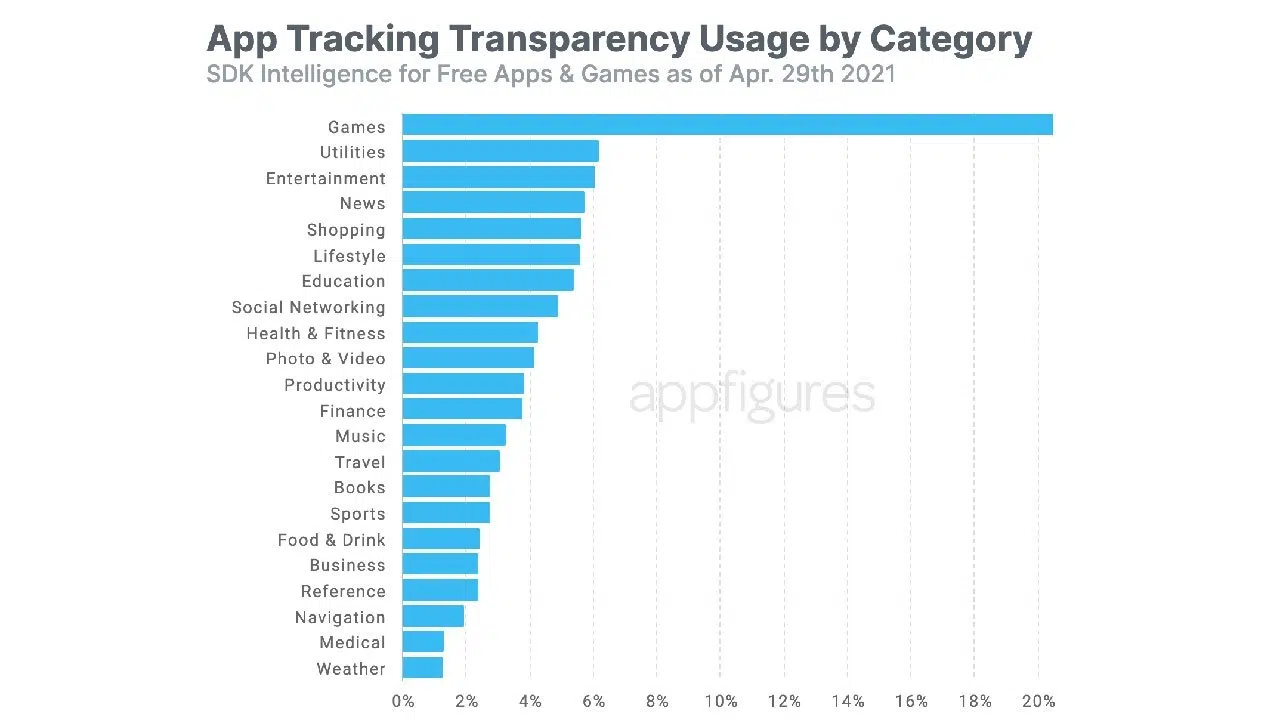 App Tracking Transparency Usage by Category
SDK Intelligence for Free Apps & Games as of Apr. 29th 2021
Games
Utilities
Entertainment
News
Shopping
Lifestyle
Education
Social Networking
Health & Fitness
Photo & Video
Productivity
Finance
Music
Travel
Books
Sports
Food & Drink
Business
Reference
Navigation
Medical
Weather
appfigures
0% 2% 4% 6% 8% 10% 12% 14% 16% 18% 20%